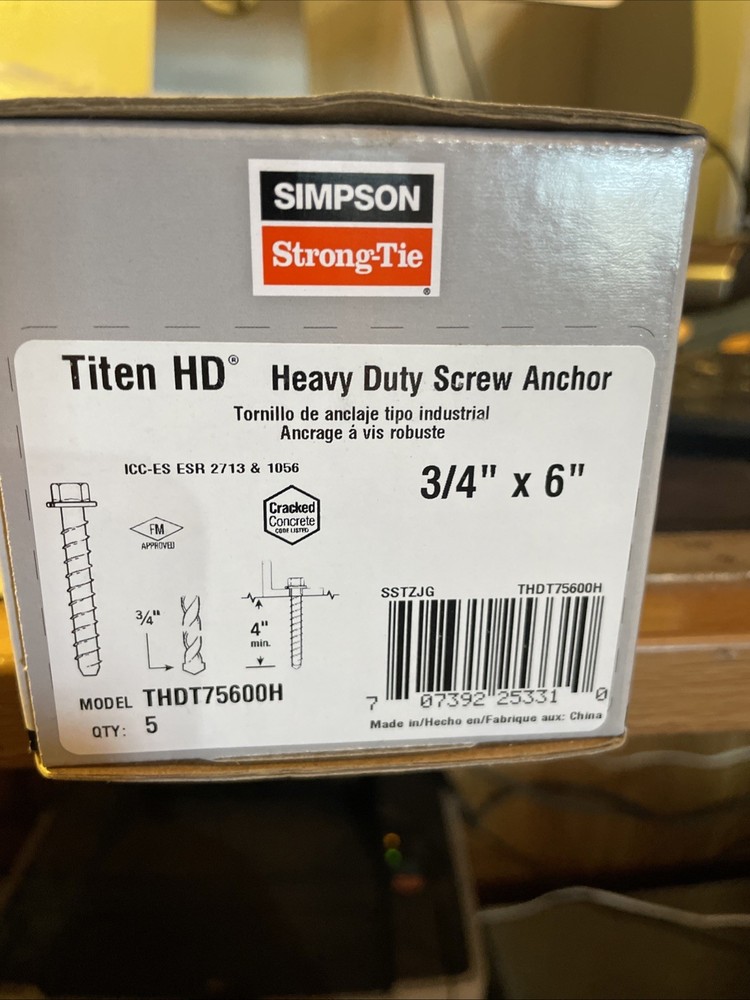 SIMPSON
Strong-Tie
®
Titen HD® Heavy Duty Screw Anchor
Tornillo de anclaje tipo industrial
Ancrage á vis robuste
ICC-ES ESR 2713 & 1056
3/4" x 6"
FM
APPROVED
Cracked
Concrete
CODE LISTED
3/4"
4"
min.
SSTZJG THDT75600H
7 07392 25331 0
MODEL THDT75600H
QTY: 5
Made in/Hecho en/Fabrique aux: China